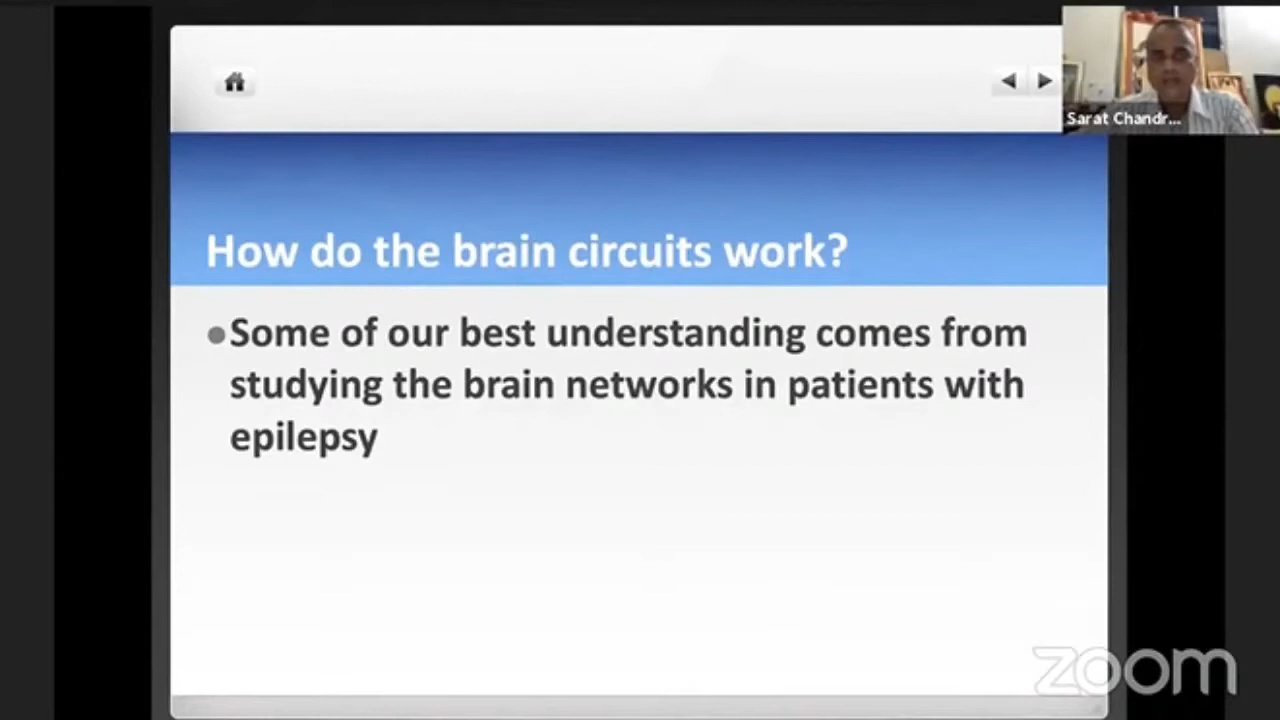 Sarat Chandr...
How do the brain circuits work?
Some of our best understanding comes from
studying the brain networks in patients with
epilepsy
zoom